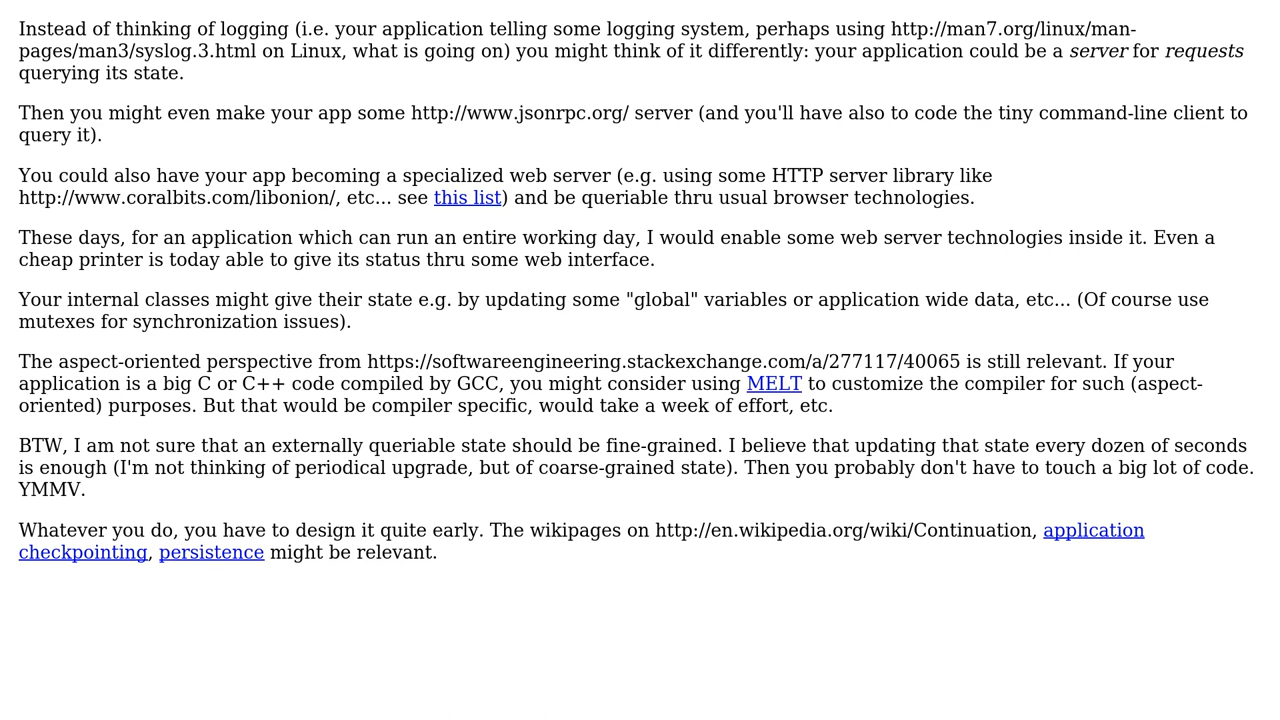 Instead of thinking of logging (i.e. your application telling some logging system, perhaps using http://man7.org/linux/man-
pages/man3/syslog.3.html on Linux, what is going on) you might think of it differently: your application could be a server for requests
querying its state.
Then you might even make your app some http://www.jsonrpc.org/ server (and you'll have also to code the tiny command-line client to
query it).
You could also have your app becoming a specialized web server (e.g. using some HTTP server library like
http://www.coralbits.com/libonion/, etc... see this list) and be queriable thru usual browser technologies.
These days, for an application which can run an entire working day, I would enable some web server technologies inside it. Even a
cheap printer is today able to give its status thru some web interface.
Your internal classes might give their state e.g. by updating some "global" variables or application wide data, etc... (Of course use
mutexes for synchronization issues).
The aspect-oriented perspective from https://softwareengineering.stackexchange.com/a/277117/40065 is still relevant. If your
application is a big C or C++ code compiled by GCC, you might consider using MELT to customize the compiler for such (aspect-
oriented) purposes. But that would be compiler specific, would take a week of effort, etc.
BTW, I am not sure that an externally queriable state should be fine-grained. I believe that updating that state every dozen of seconds
is enough (I'm not thinking of periodical upgrade, but of coarse-grained state). Then you probably don't have to touch a big lot of code.
YMMV.
Whatever you do, you have to design it quite early. The wikipages on http://en.wikipedia.org/wiki/Continuation, application
checkpointing, persistence might be relevant.